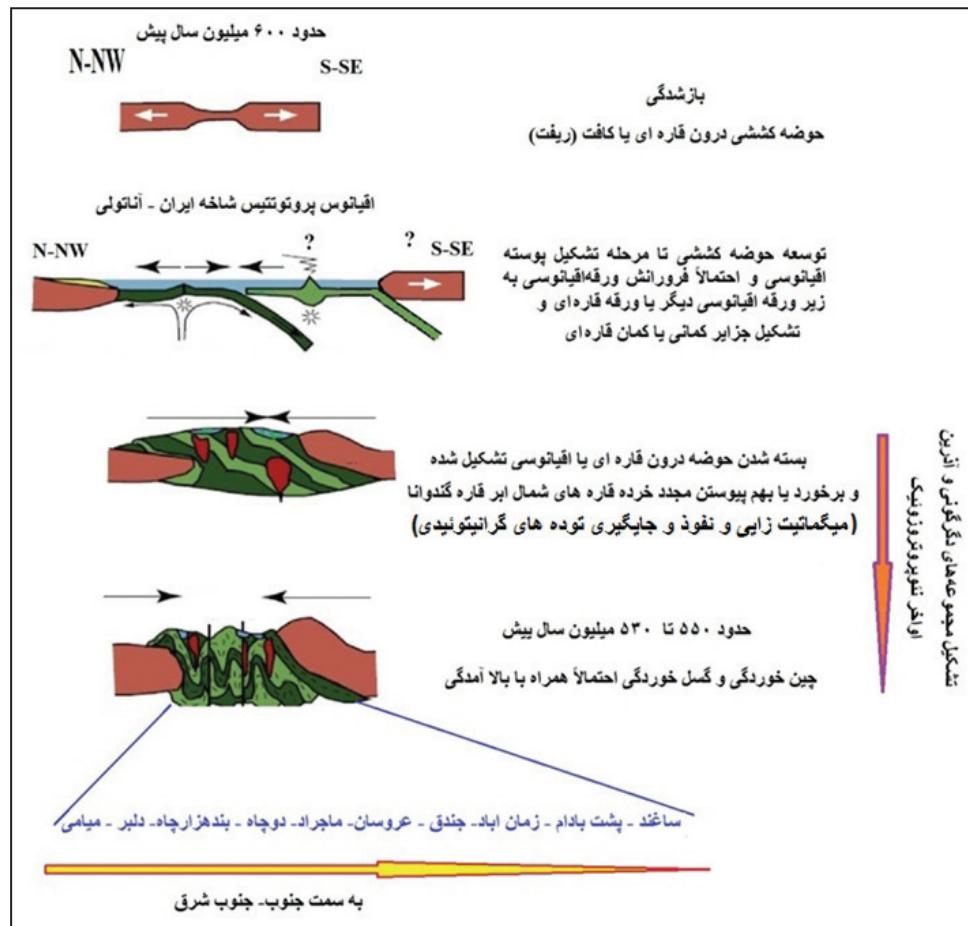 حدود ۶۰۰ میلیون سال پیش
N-NW
S-SE
بازشدگی
حوضه کششی درون قاره ای یا کافت (ریفت)
اقیانوس پروتوتتیس شاخه ایران - آناتولی
N-NW
?
?
S-SE
توسعه حوضه کششی تا مرحله تشکیل پوسته
اقیانوسی و احتمالاً فرورانش ورقه‌اقیانوسی به
زیر ورقه اقیانوسی دیگر یا ورقه قاره‌ای و
تشکیل جزایر کمانی یا کمان قاره‌ای
بسته شدن حوضه درون قاره ای یا اقیانوسی تشکیل شده
و برخورد یا بهم پیوستن مجدد خرده قاره های شمال ابر قاره گندوانا
(میگماتیت زایی و نفوذ و جایگیری توده های گرانیتوئیدی)
تشکیل مجموعه‌های دگرگونی و آذرین
اواخر نئوپروتروزوئیک
حدود ۵۵۰ تا ۵۳۰ میلیون سال پیش
چین خوردگی و گسل خوردگی احتمالاً همراه با بالا آمدگی
ساغند - پشت بادام - زمان اباد- جندق - عروسان- ماجراد- دوچاه - بندهزارچاه- دلبر - میامی
به سمت جنوب- جنوب شرق